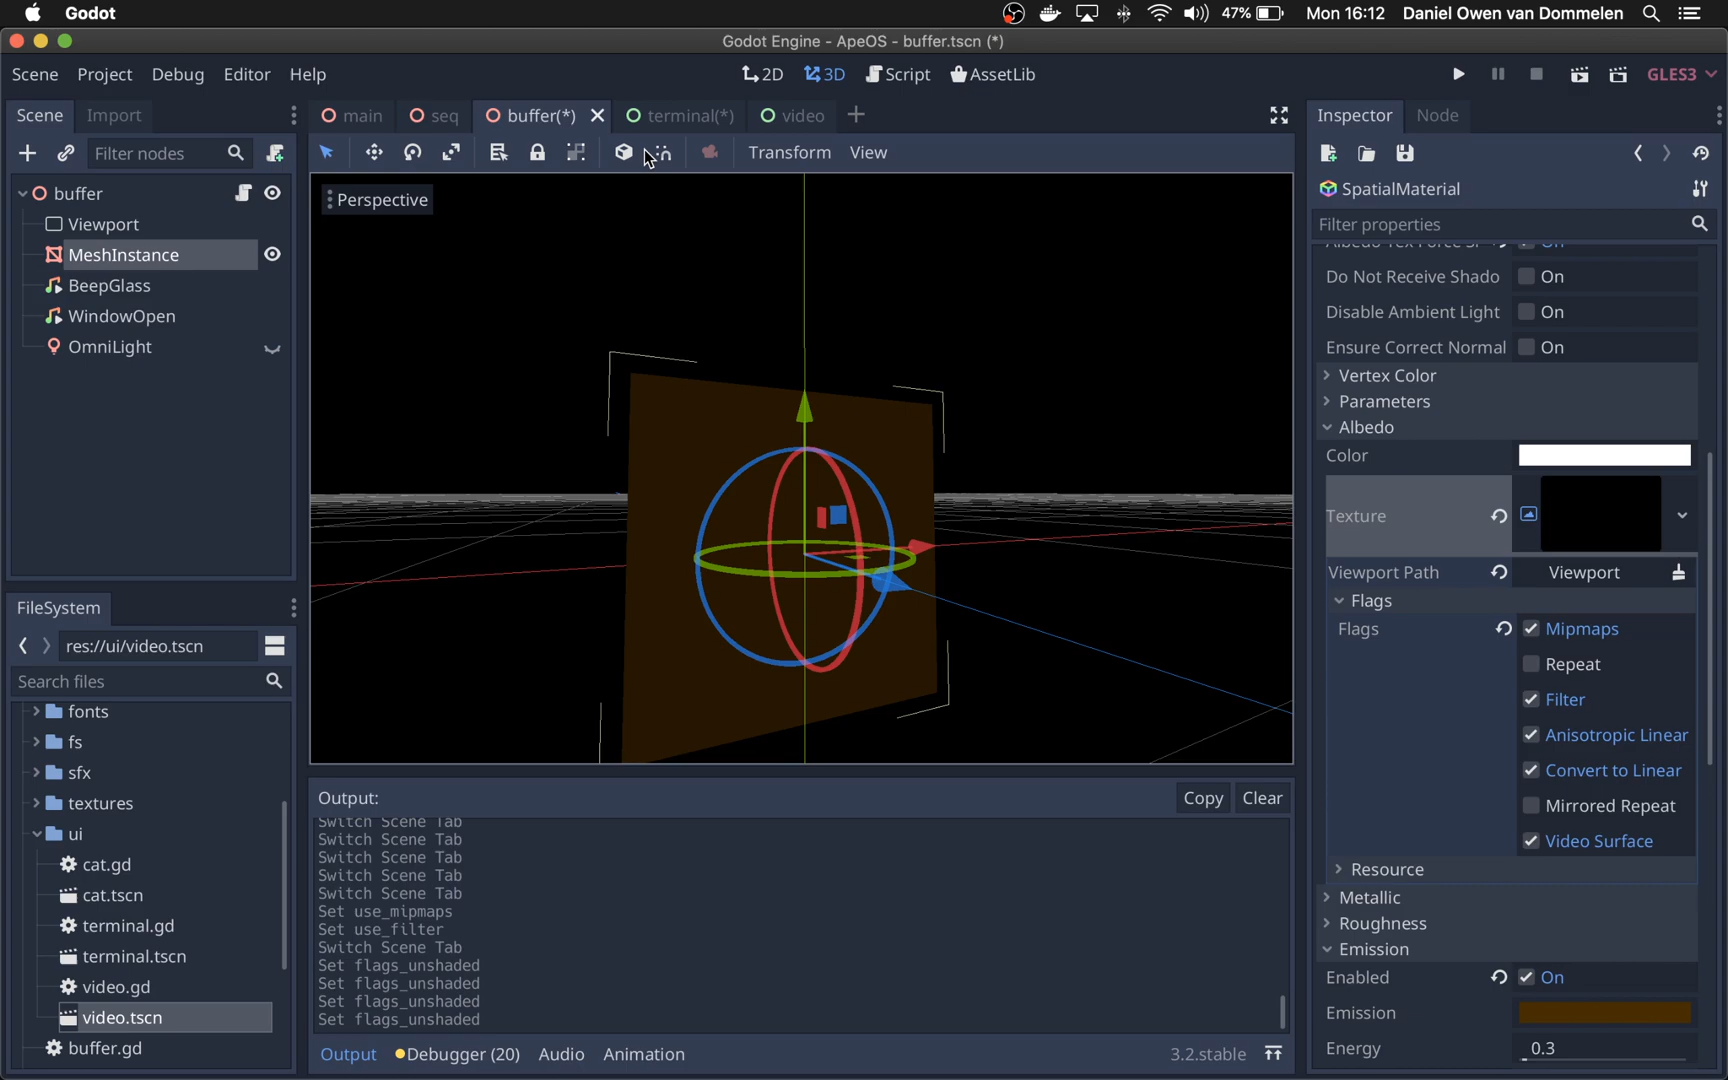 Godot 47% Mon 16:12 Daniel Owen van Dommelen
Godot Engine - ApeOS - buffer.tscn (*)
Scene Project Debug Editor Help 2D 3D Script AssetLib GLES3
Scene Import main seq buffer(*) terminal(*) video Inspector Node
Filter nodes Transform View
buffer
Viewport
MeshInstance
BeepGlass
WindowOpen
OmniLight
Perspective
FileSystem
res://ui/video.tscn
Search files
fonts
fs
sfx
textures
ui
cat.gd
cat.tscn
terminal.gd
terminal.tscn
video.gd
video.tscn
buffer.gd
Output: Copy Clear
Switch Scene Tab
Switch Scene Tab
Switch Scene Tab
Switch Scene Tab
Switch Scene Tab
Set use_mipmaps
Set use_filter
Switch Scene Tab
Set flags_unshaded
Set flags_unshaded
Set flags_unshaded
Set flags_unshaded
Output Debugger (20) Audio Animation 3.2.stable
SpatialMaterial
Filter properties
Albedo Tex Force On
Do Not Receive Shado On
Disable Ambient Light On
Ensure Correct Normal On
Vertex Color
Parameters
Albedo
Color
Texture
Viewport Path Viewport
Flags
Flags Mipmaps
Repeat
Filter
Anisotropic Linear
Convert to Linear
Mirrored Repeat
Video Surface
Resource
Metallic
Roughness
Emission
Enabled On
Emission
Energy 0.3